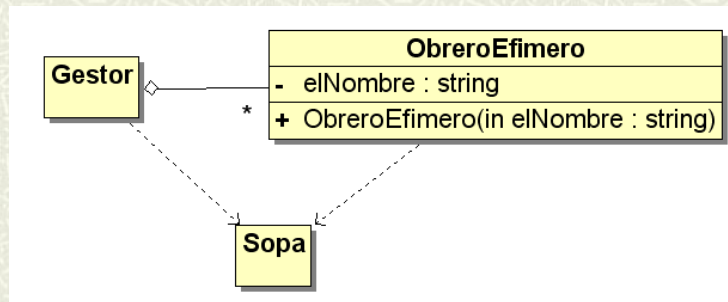 ObreroEfimero
Gestor
- elNombre : string
*
+ ObreroEfimero(in elNombre : string)
Sopa